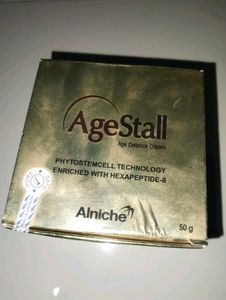 AgeStall
Age Defence Cream
PHYTOSTEMCELL TECHNOLOGY
ENRICHED WITH HEXAPEPTIDE-8
Alniche
50 g